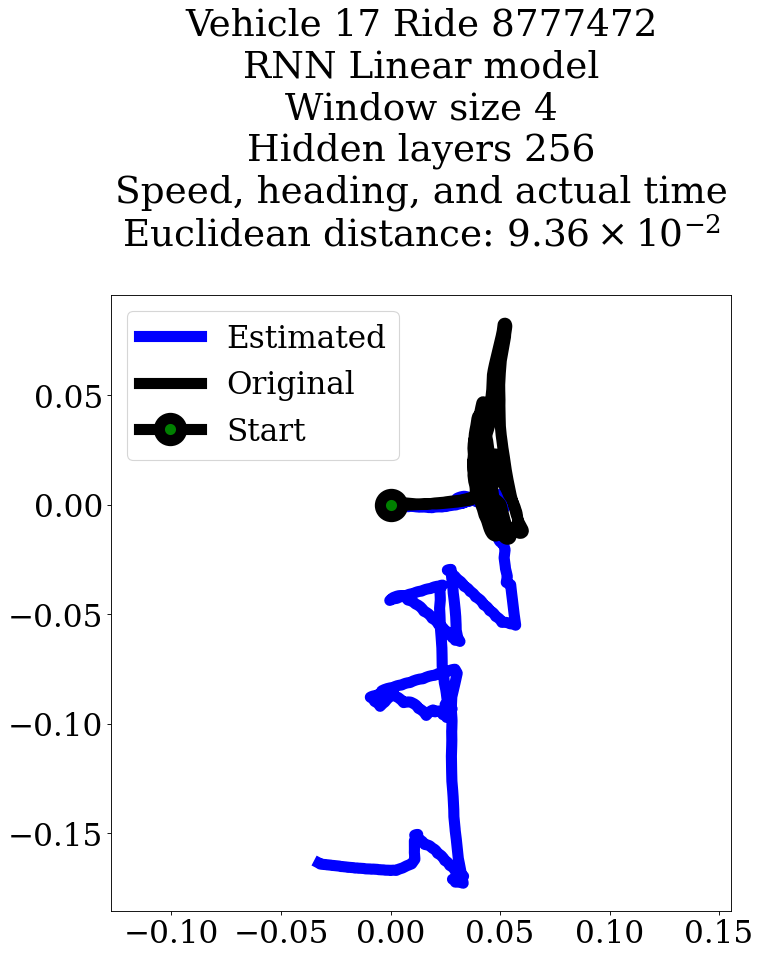 Vehicle 17 Ride 8777472
RNN Linear model
Window size 4
Hidden layers 256
Speed, heading, and actual time
Euclidean distance: 9.36 × 10⁻²
Estimated
Original
Start
0.05
0.00
−0.05
−0.10
−0.15
−0.10 −0.05 0.00 0.05 0.10 0.15